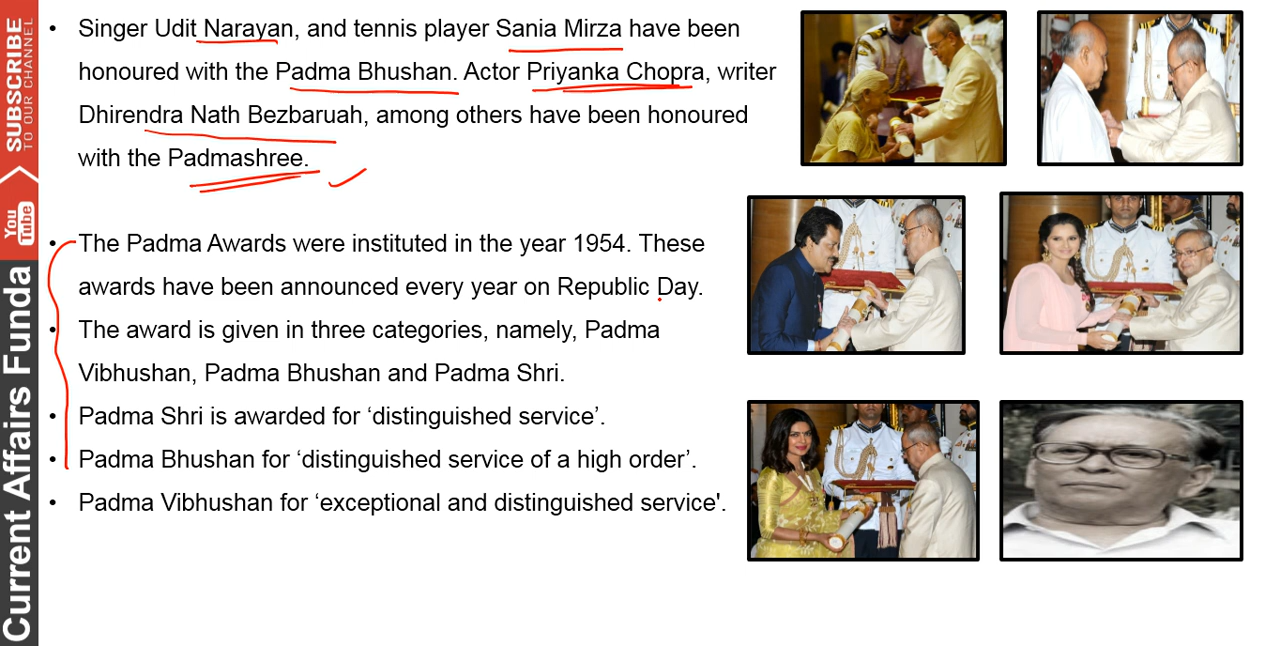 SUBSCRIBE
TO OUR CHANNEL
You
Tube
Current Affairs Funda
• Singer Udit Narayan, and tennis player Sania Mirza have been
honoured with the Padma Bhushan. Actor Priyanka Chopra, writer
Dhirendra Nath Bezbaruah, among others have been honoured
with the Padmashree.
• The Padma Awards were instituted in the year 1954. These
awards have been announced every year on Republic Day.
• The award is given in three categories, namely, Padma
Vibhushan, Padma Bhushan and Padma Shri.
• Padma Shri is awarded for ‘distinguished service’.
• Padma Bhushan for ‘distinguished service of a high order’.
• Padma Vibhushan for ‘exceptional and distinguished service'.